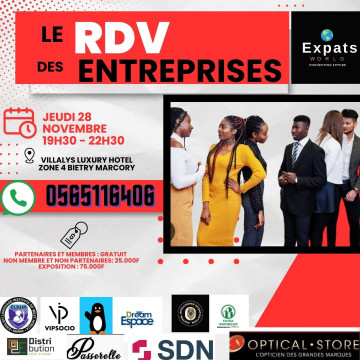 LE RDV
DES ENTREPRISES
Expats
WORLD
JEUDI 28
NOVEMBRE
19H30 - 22H30
VILLALYS LUXURY HOTEL
ZONE 4 BIETRY MARCORY
0565116406
PARTENAIRES ET MEMBRES : GRATUIT
NON MEMBRE ET NON PARTENAIRES: 25.000F
EXPOSITION : 75.000F
VIPSOCIO
Dream
Espace
Distri
bution
Passerelle
SDN
OPTICAL STORE
L'OPTICIEN DES GRANDES MARQUES